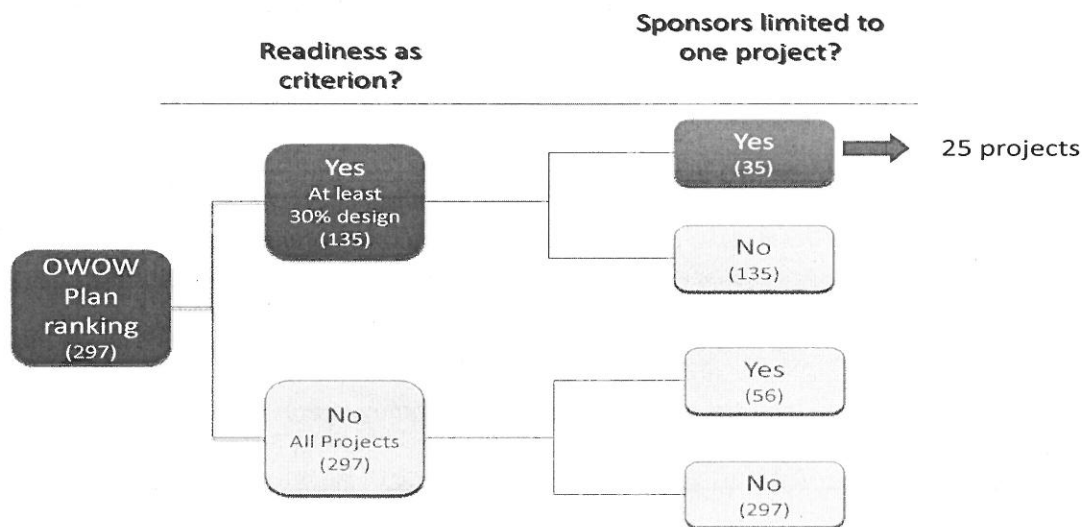 Readiness as
criterion?
Sponsors limited to
one project?
OWOW
Plan
ranking
(297)
Yes
At least
30% design
(135)
Yes
(35)
25 projects
No
(135)
No
All Projects
(297)
Yes
(56)
No
(297)